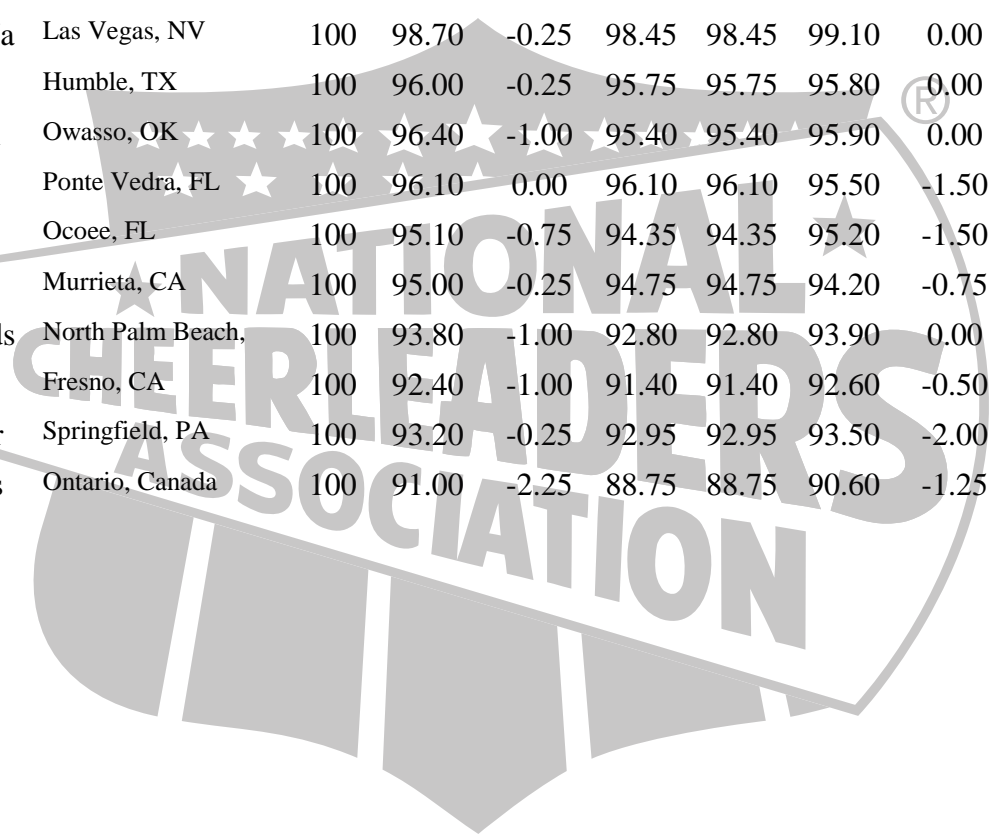 a Las Vegas, NV 100 98.70 -0.25 98.45 98.45 99.10 0.00
Humble, TX 100 96.00 -0.25 95.75 95.75 95.80 0.00
Owasso, OK 100 96.40 -1.00 95.40 95.40 95.90 0.00
Ponte Vedra, FL 100 96.10 0.00 96.10 96.10 95.50 -1.50
Ocoee, FL 100 95.10 -0.75 94.35 94.35 95.20 -1.50
Murrieta, CA 100 95.00 -0.25 94.75 94.75 94.20 -0.75
ls North Palm Beach, 100 93.80 -1.00 92.80 92.80 93.90 0.00
Fresno, CA 100 92.40 -1.00 91.40 91.40 92.60 -0.50
r Springfield, PA 100 93.20 -0.25 92.95 92.95 93.50 -2.00
s Ontario, Canada 100 91.00 -2.25 88.75 88.75 90.60 -1.25
NATIONAL
CHEERLEADERS
ASSOCIATION
®